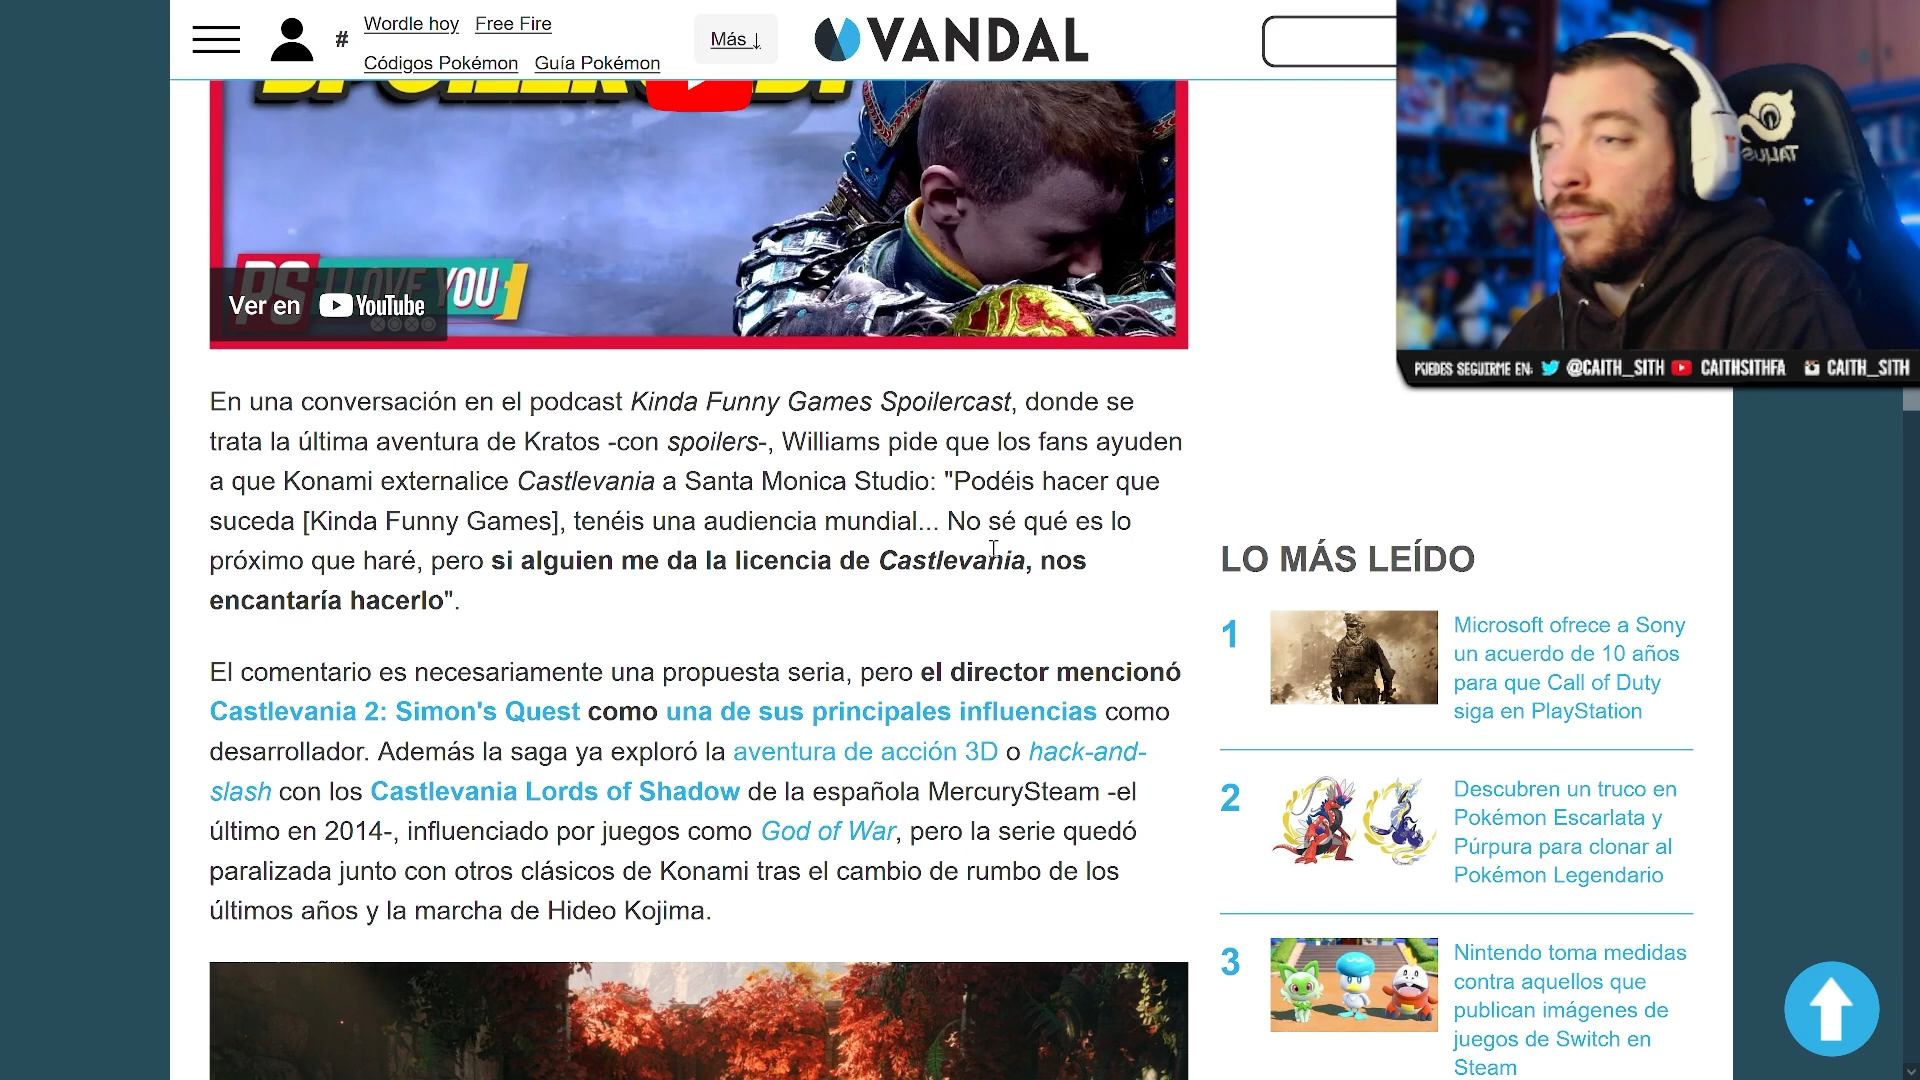 Wordle hoy Free Fire
#
Códigos Pokémon Guía Pokémon
Más ↓
VANDAL
PS I LOVE YOU
Ver en YouTube
PUEDES SEGUIRME EN: @CAITH_SITH CAITHSITHFA CAITH_SITH
En una conversación en el podcast Kinda Funny Games Spoilercast, donde se
trata la última aventura de Kratos -con spoilers-, Williams pide que los fans ayuden
a que Konami externalice Castlevania a Santa Monica Studio: "Podéis hacer que
suceda [Kinda Funny Games], tenéis una audiencia mundial... No sé qué es lo
próximo que haré, pero si alguien me da la licencia de Castlevania, nos
encantaría hacerlo".
El comentario es necesariamente una propuesta seria, pero el director mencionó
Castlevania 2: Simon's Quest como una de sus principales influencias como
desarrollador. Además la saga ya exploró la aventura de acción 3D o hack-and-
slash con los Castlevania Lords of Shadow de la española MercurySteam -el
último en 2014-, influenciado por juegos como God of War, pero la serie quedó
paralizada junto con otros clásicos de Konami tras el cambio de rumbo de los
últimos años y la marcha de Hideo Kojima.
LO MÁS LEÍDO
1
Microsoft ofrece a Sony
un acuerdo de 10 años
para que Call of Duty
siga en PlayStation
2
Descubren un truco en
Pokémon Escarlata y
Púrpura para clonar al
Pokémon Legendario
3
Nintendo toma medidas
contra aquellos que
publican imágenes de
juegos de Switch en
Steam